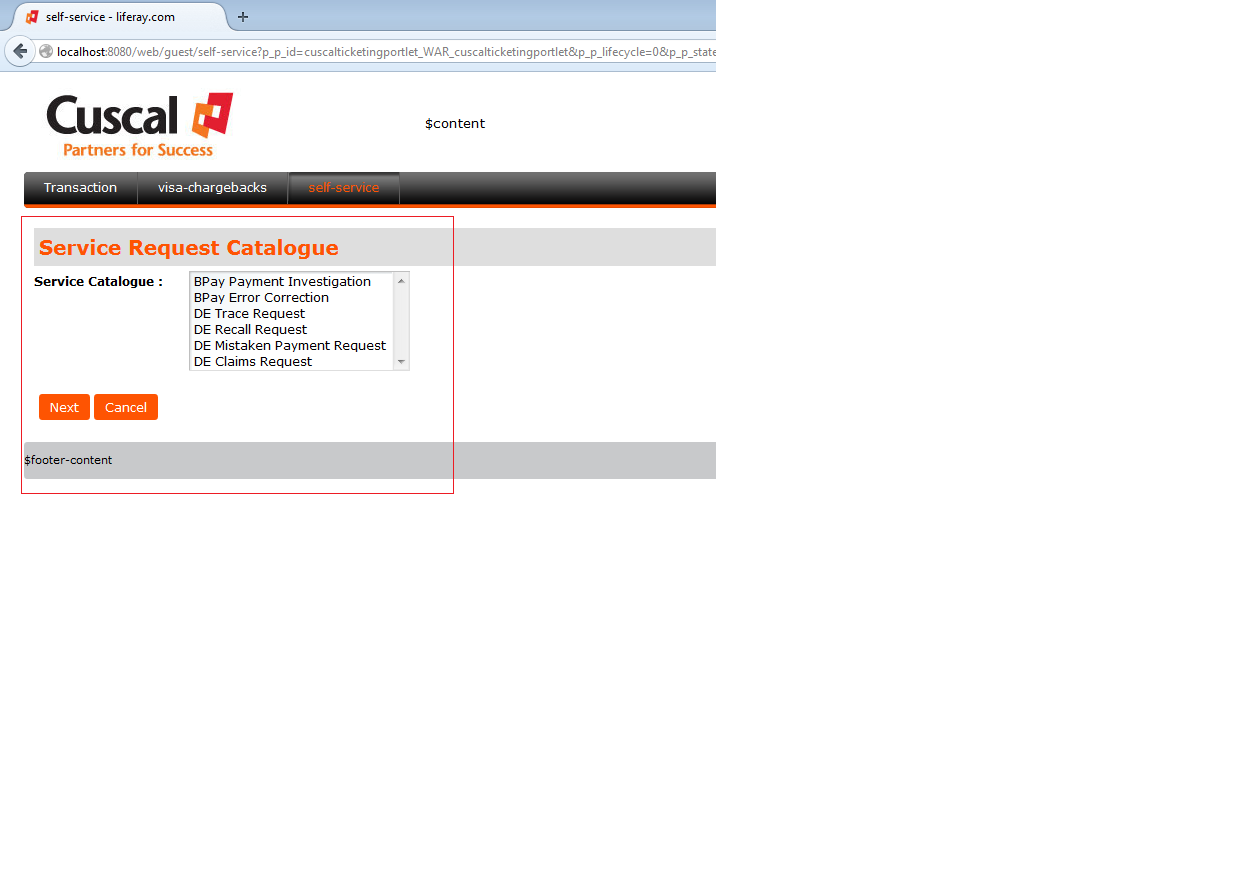 self-service - liferay.com
localhost:8080/web/guest/self-service?p_p_id=cuscalticketingportlet_WAR_cuscalticketingportlet&p_p_lifecycle=0&p_p_state
Cuscal
Partners for Success
$content
Transaction visa-chargebacks self-service
Service Request Catalogue
Service Catalogue :
BPay Payment Investigation
BPay Error Correction
DE Trace Request
DE Recall Request
DE Mistaken Payment Request
DE Claims Request
Next Cancel
$footer-content